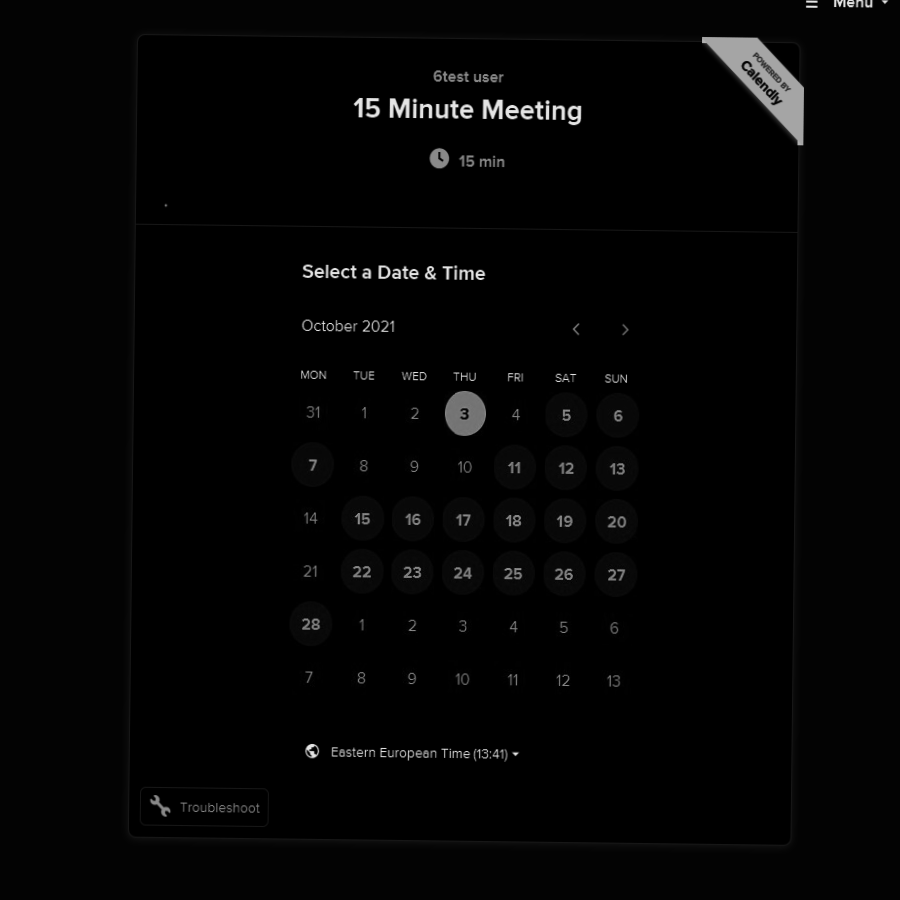 ☰ Menu
POWERED BY
Calendly
6test user
15 Minute Meeting
15 min
Select a Date & Time
October 2021
MON TUE WED THU FRI SAT SUN
31 1 2 3 4 5 6
7 8 9 10 11 12 13
14 15 16 17 18 19 20
21 22 23 24 25 26 27
28 1 2 3 4 5 6
7 8 9 10 11 12 13
Eastern European Time (13:41)
Troubleshoot